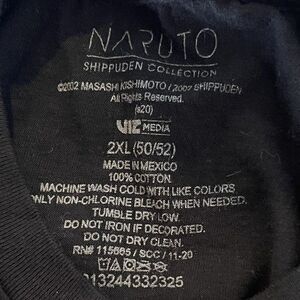 NARUTO
SHIPPUDEN COLLECTION
©2002 MASASHI KISHIMOTO / 2007 SHIPPUDEN
All Rights Reserved.
(s20)
VIZ MEDIA
2XL (50/52)
MADE IN MEXICO
100% COTTON
MACHINE WASH COLD WITH LIKE COLORS
ONLY NON-CHLORINE BLEACH WHEN NEEDED.
TUMBLE DRY LOW.
DO NOT IRON IF DECORATED.
DO NOT DRY CLEAN.
RN# 115665 / SCC / 11-20
913244332325